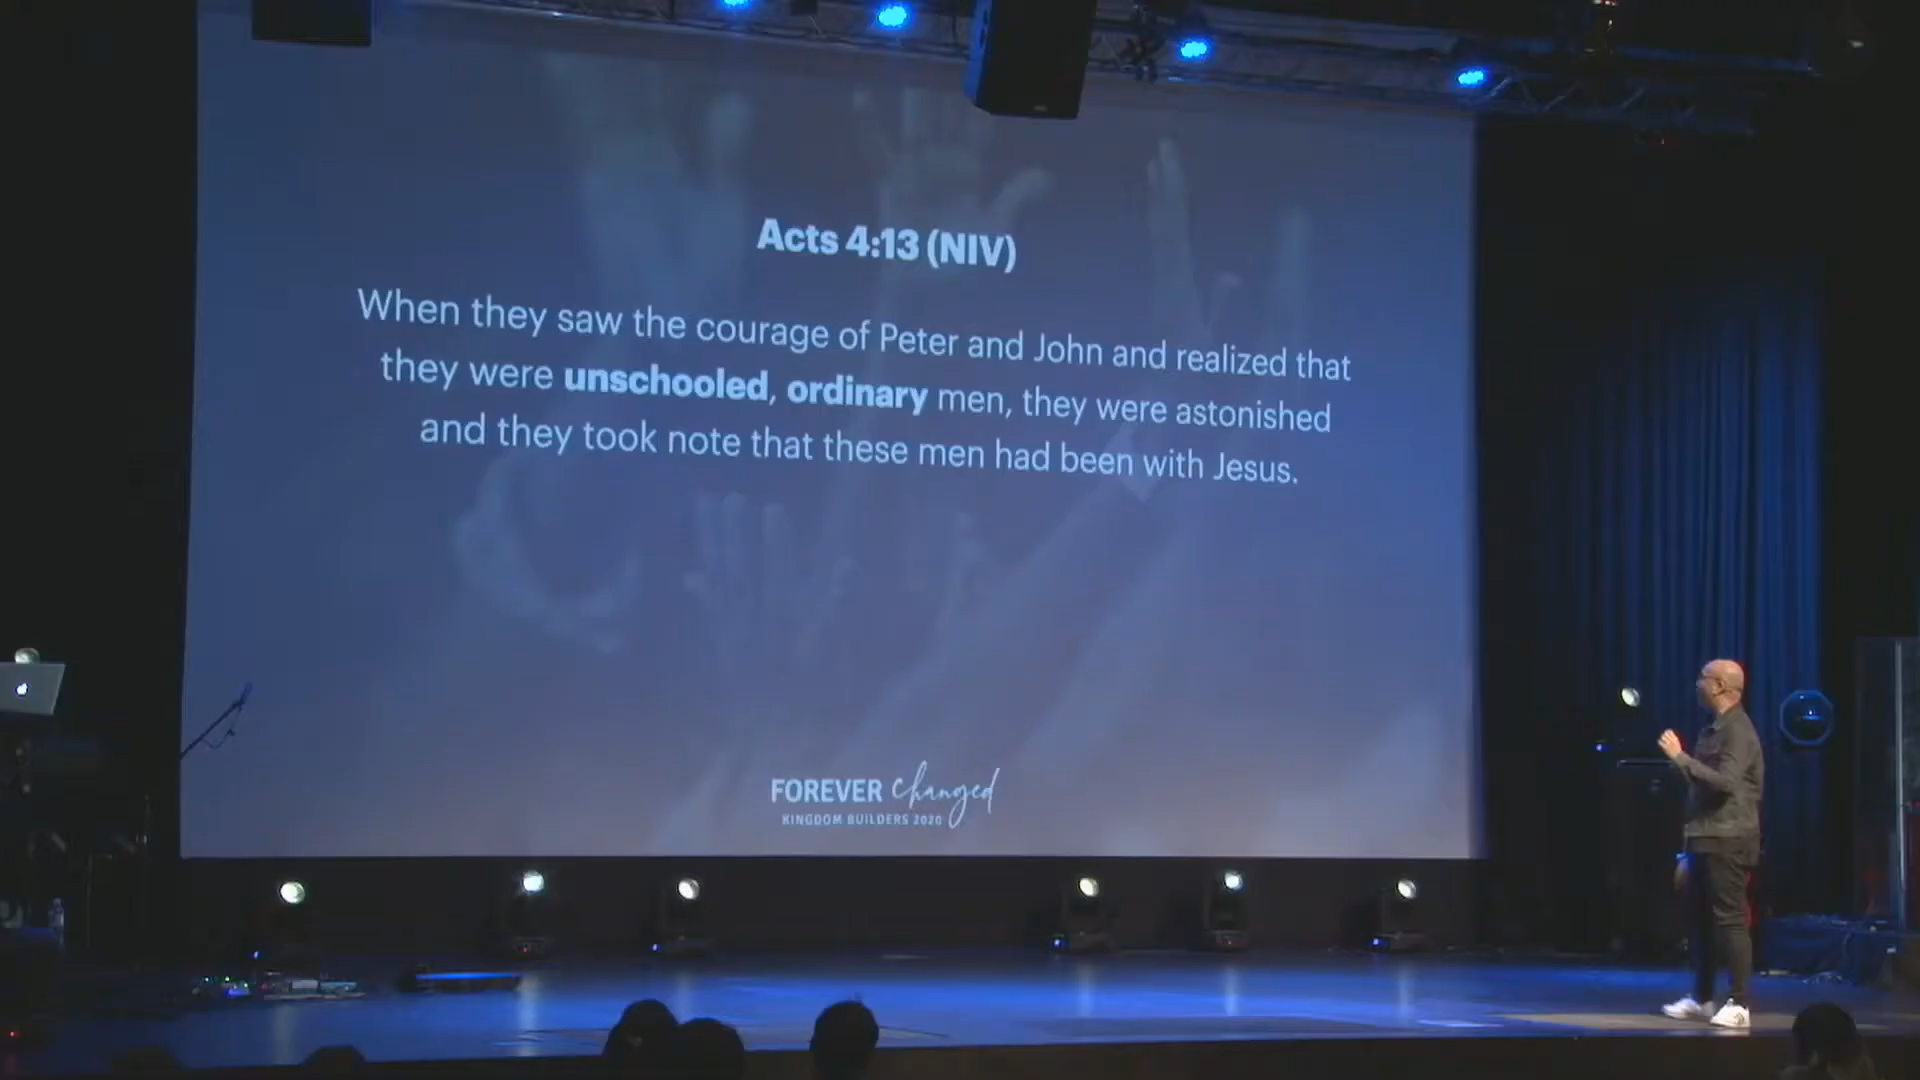 Acts 4:13 (NIV)
When they saw the courage of Peter and John and realized that
they were unschooled, ordinary men, they were astonished
and they took note that these men had been with Jesus.
FOREVER changed
KINGDOM BUILDERS 2020